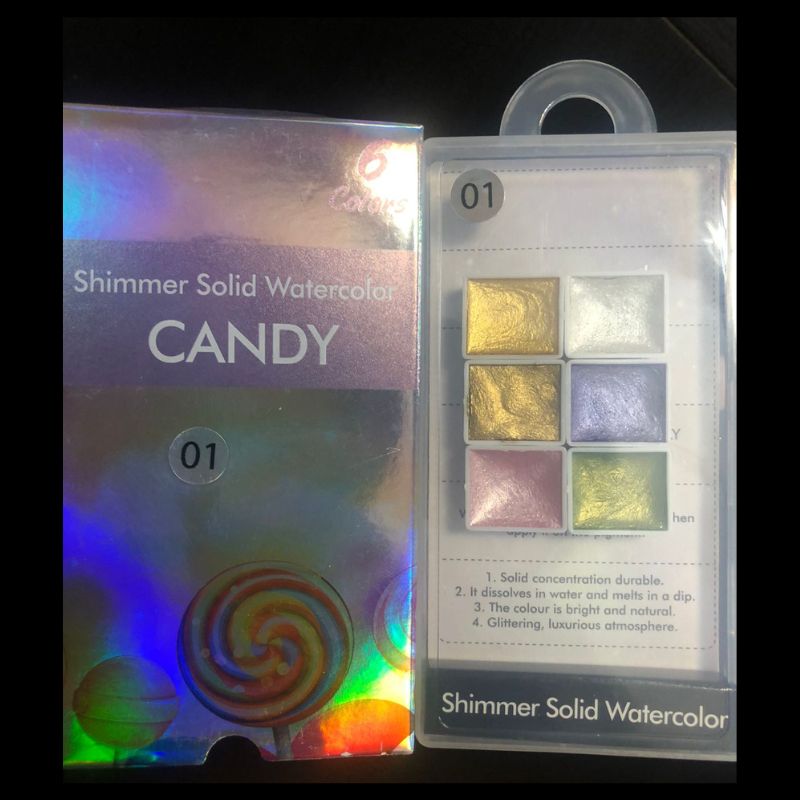 6
Colors
Shimmer Solid Watercolor
CANDY
01
01
hen
1. Solid concentration durable.
2. It dissolves in water and melts in a dip.
3. The colour is bright and natural.
4. Glittering, luxurious atmosphere.
Shimmer Solid Watercolor